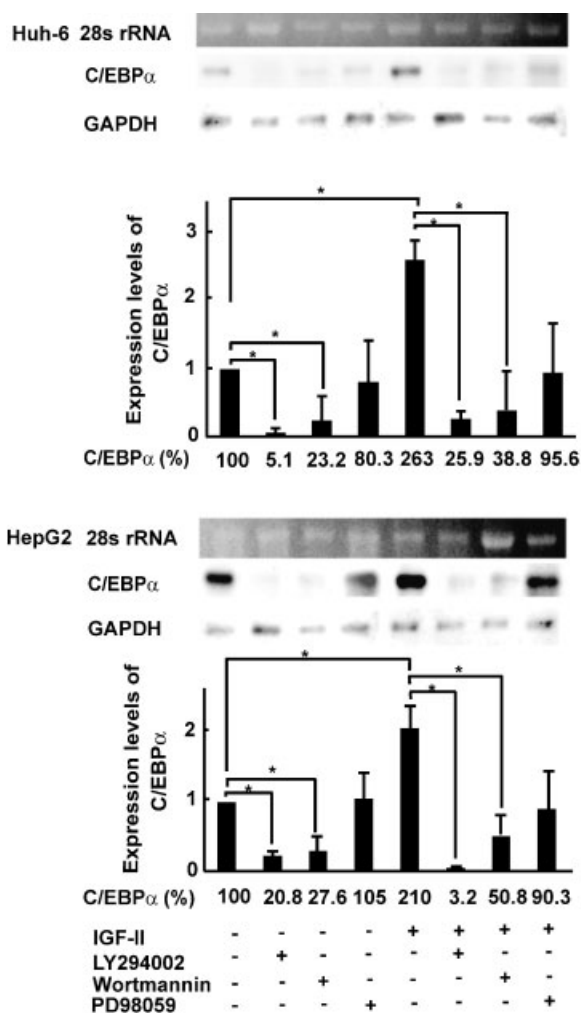 Huh-6 28s rRNA
C/EBPα
GAPDH
Expression levels of
C/EBPα
3
2
1
0
*
*
*
*
*
C/EBPα (%) 100 5.1 23.2 80.3 263 25.9 38.8 95.6
HepG2 28s rRNA
C/EBPα
GAPDH
Expression levels of
C/EBPα
2
1
0
*
*
*
*
*
C/EBPα (%) 100 20.8 27.6 105 210 3.2 50.8 90.3
IGF-II - - - - + + + +
LY294002 - + - - - + - -
Wortmannin - - + - - - + -
PD98059 - - - + - - - +